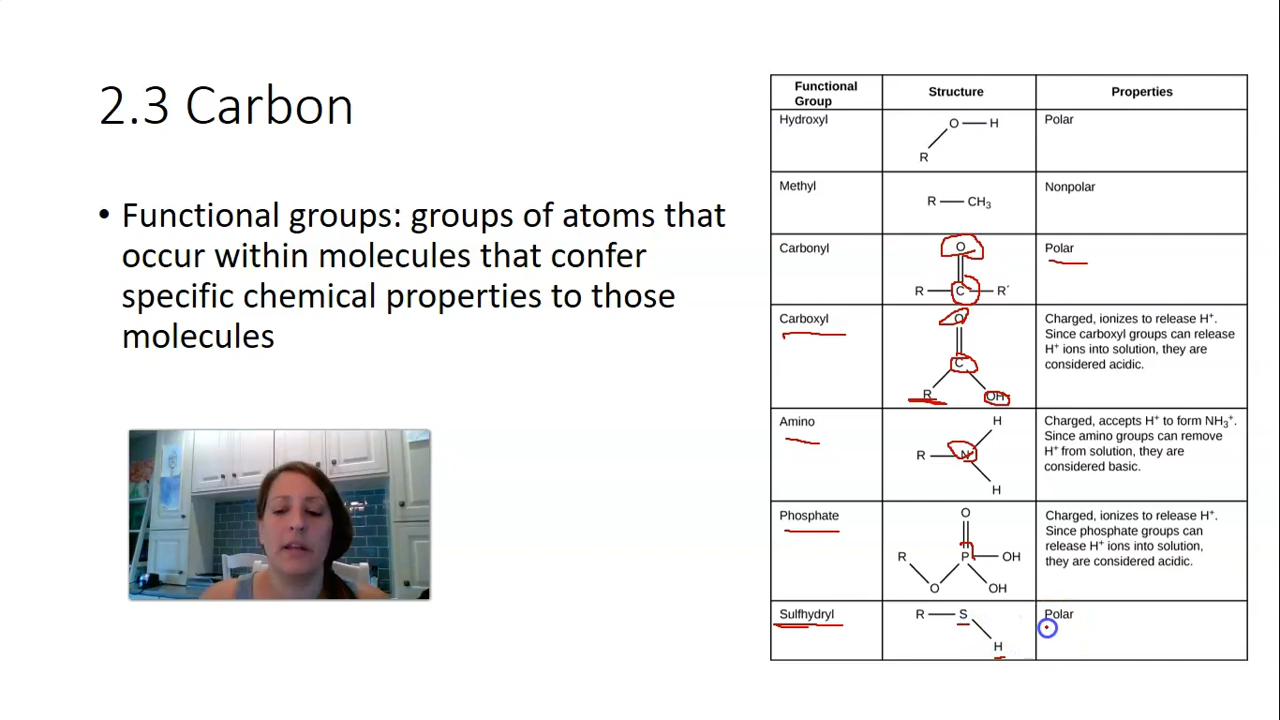 2.3 Carbon
• Functional groups: groups of atoms that
occur within molecules that confer
specific chemical properties to those
molecules
Functional
Group
Structure
Properties
Hydroxyl
O
H
R
Polar
Methyl
R
CH₃
Nonpolar
Carbonyl
O
R
C
R′
Polar
Carboxyl
O
C
R
OH
Charged, ionizes to release H⁺.
Since carboxyl groups can release
H⁺ ions into solution, they are
considered acidic.
Amino
H
R
N
H
Charged, accepts H⁺ to form NH₃⁺.
Since amino groups can remove
H⁺ from solution, they are
considered basic.
Phosphate
O
R
P
OH
O
OH
Charged, ionizes to release H⁺.
Since phosphate groups can
release H⁺ ions into solution,
they are considered acidic.
Sulfhydryl
R
S
H
Polar